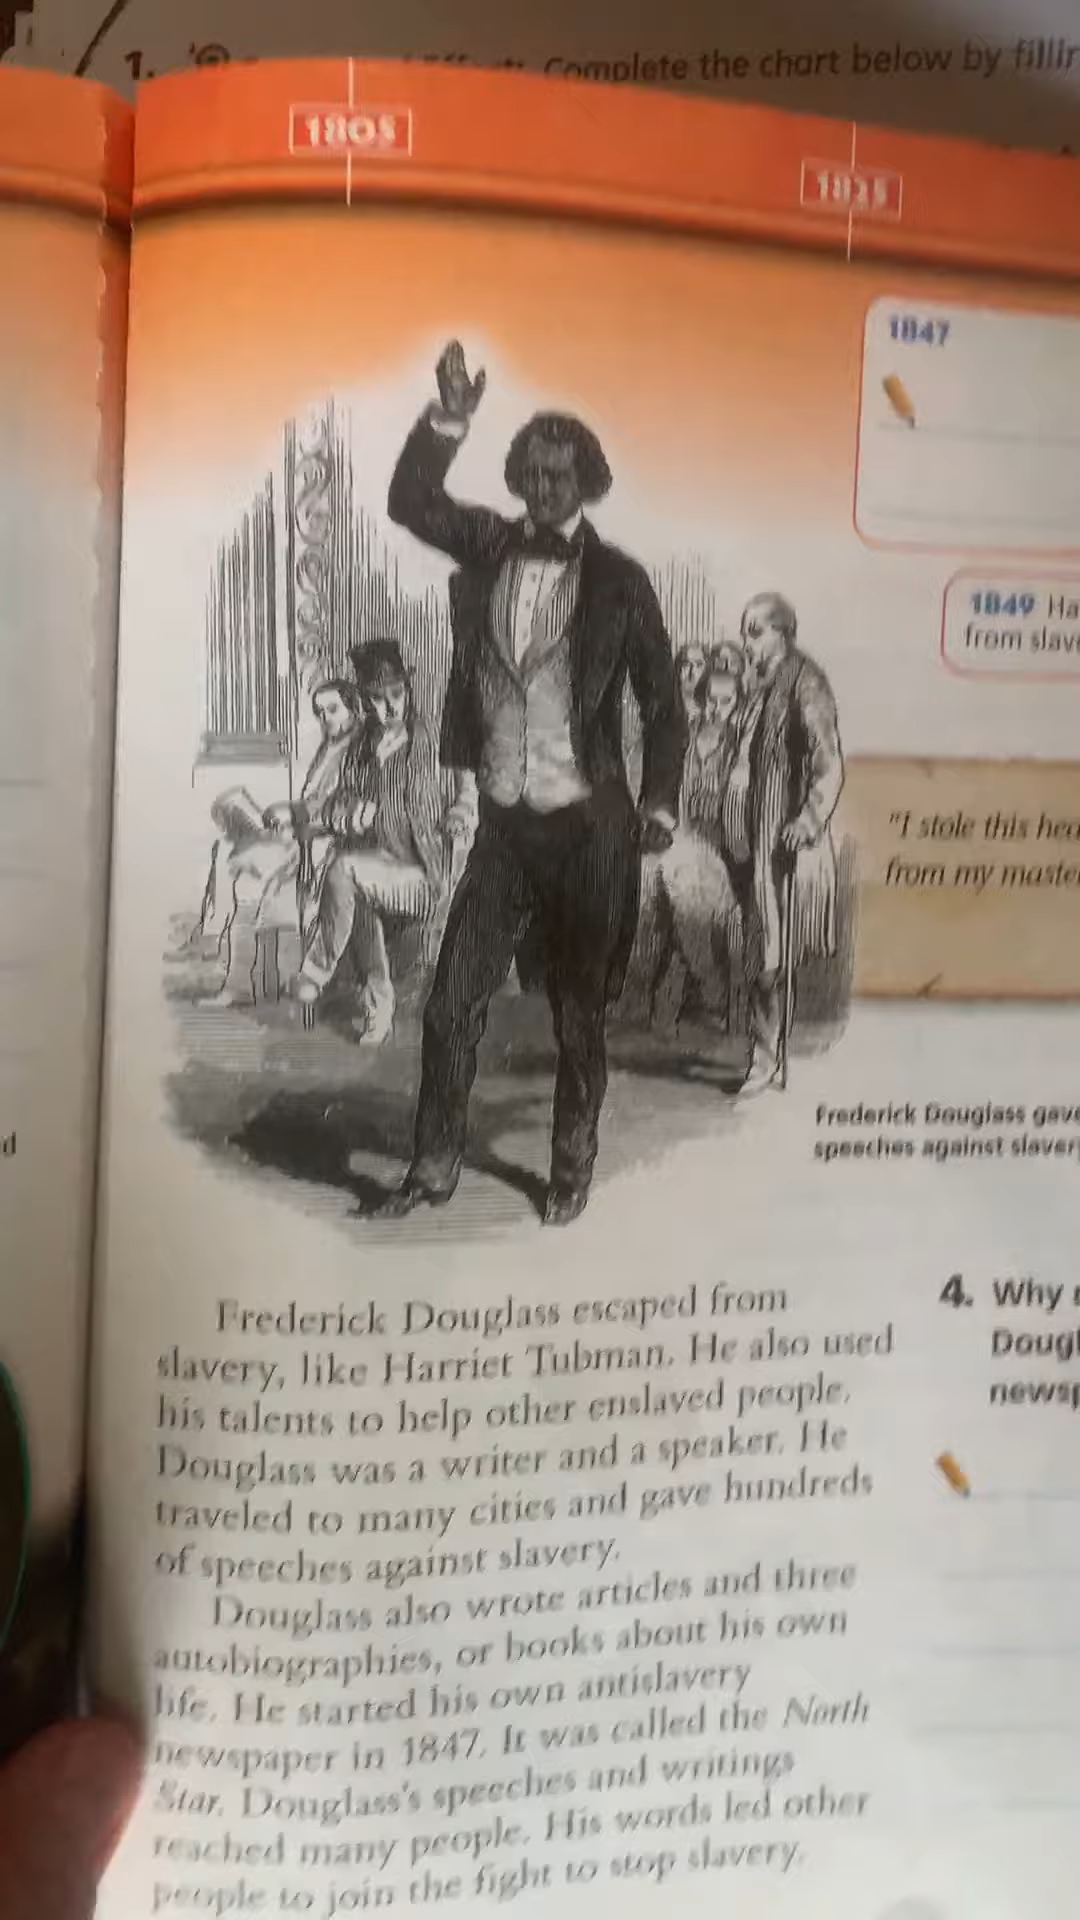 1.
Complete the chart below by fillin
1805
1825
1847
1849 Ha
from slave
"I stole this hea
from my maste
Frederick Douglass gave
speeches against slavery
Frederick Douglass escaped from
slavery, like Harriet Tubman. He also used
his talents to help other enslaved people.
Douglass was a writer and a speaker. He
traveled to many cities and gave hundreds
of speeches against slavery.
Douglass also wrote articles and three
autobiographies, or books about his own
life. He started his own antislavery
newspaper in 1847. It was called the North
Star. Douglass's speeches and writings
reached many people. His words led other
people to join the fight to stop slavery.
4. Why
Dougl
newsp
d